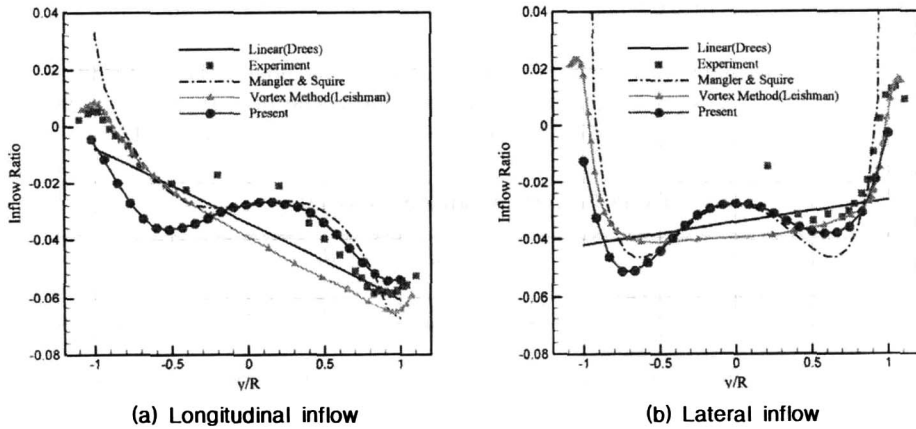 0.04
0.02
0
-0.02
-0.04
-0.06
-0.08
Inflow Ratio
Linear(Drees)
Experiment
Mangler & Squire
Vortex Method(Leishman)
Present
-1
-0.5
0
0.5
1
y/R
(a) Longitudinal inflow
0.04
0.02
0
-0.02
-0.04
-0.06
-0.08
Inflow Ratio
Linear(Drees)
Experiment
Mangler & Squire
Vortex Method(Leishman)
Present
-1
-0.5
0
0.5
1
y/R
(b) Lateral inflow